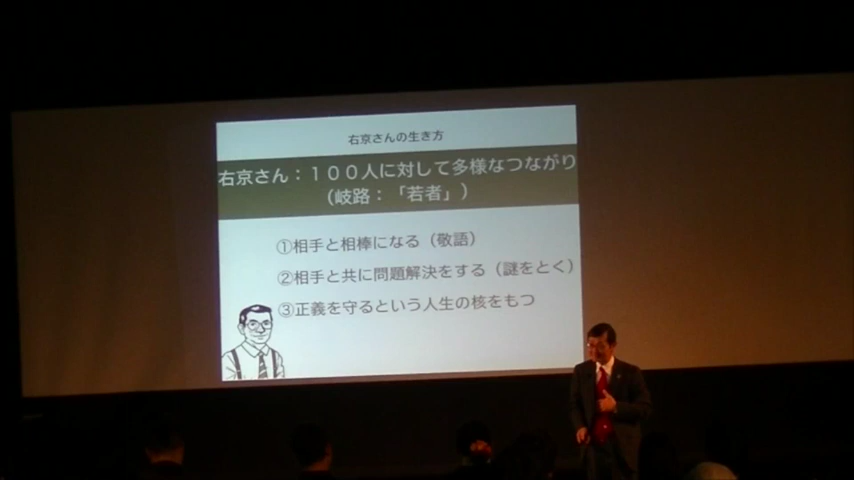 右京さんの生き方
右京さん：１００人に対して多様なつながり
（岐路：「若者」）
①相手と相棒になる（敬語）
②相手と共に問題解決をする（謎をとく）
③正義を守るという人生の核をもつ